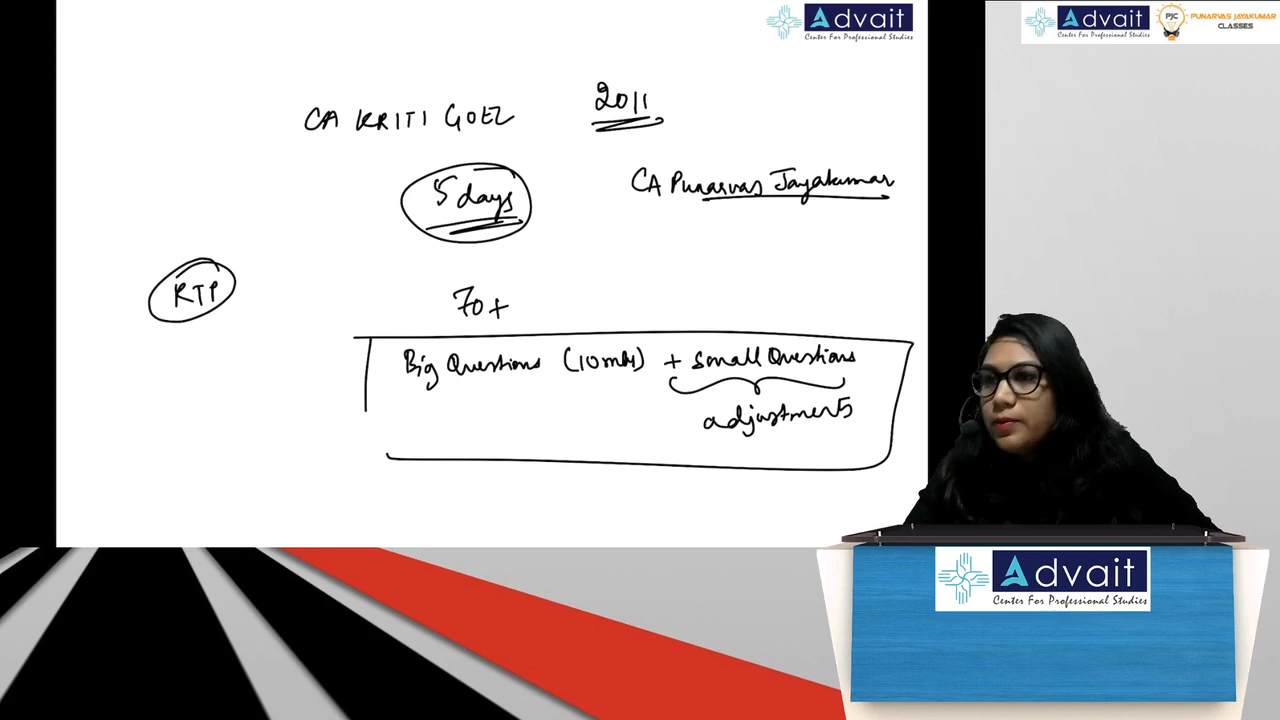 Advait
Center For Professional Studies
Advait
Center For Professional Studies
PJC
PUNARVAS JAYAKUMAR
CLASSES
CA KRITI GOEL 2011
5 days
CA Punarvas Jayakumar
RTP
70+
Big Questions (10mks) + Small Questions
adjustments
Advait
Center For Professional Studies